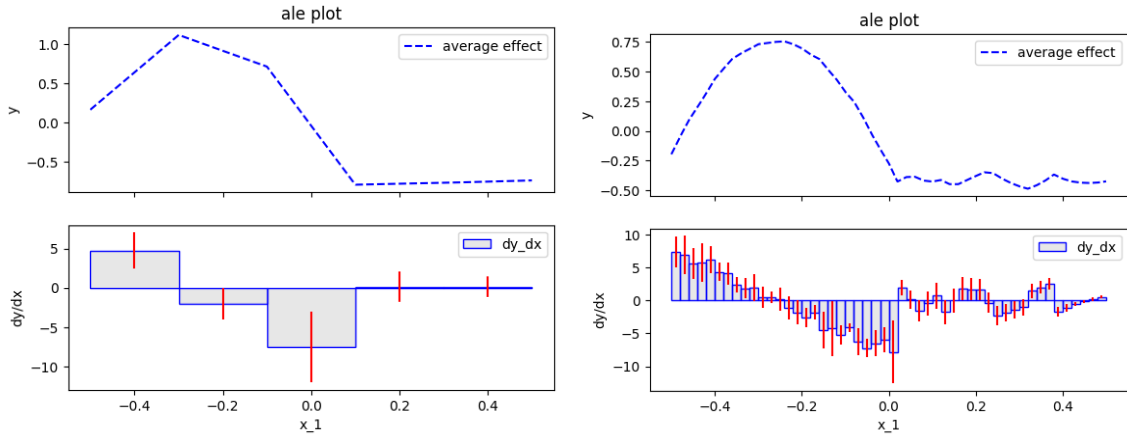 ale plot
average effect
1.0
0.5
0.0
−0.5
y
dy_dx
5
0
−5
−10
dy/dx
−0.4 −0.2 0.0 0.2 0.4
x_1
ale plot
average effect
0.75
0.50
0.25
0.00
−0.25
−0.50
y
dy_dx
10
5
0
−5
−10
dy/dx
−0.4 −0.2 0.0 0.2 0.4
x_1